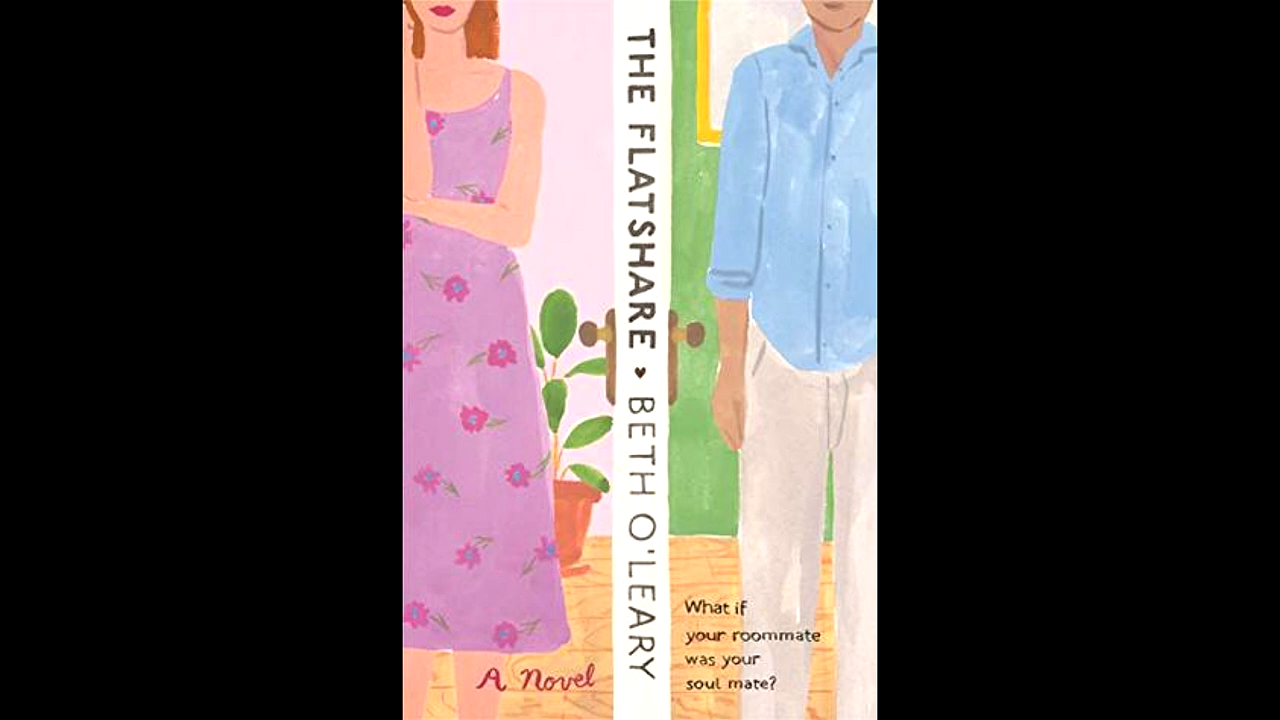 THE FLATSHARE ♥ BETH O'LEARY
A Novel
What if
your roommate
was your
soul mate?